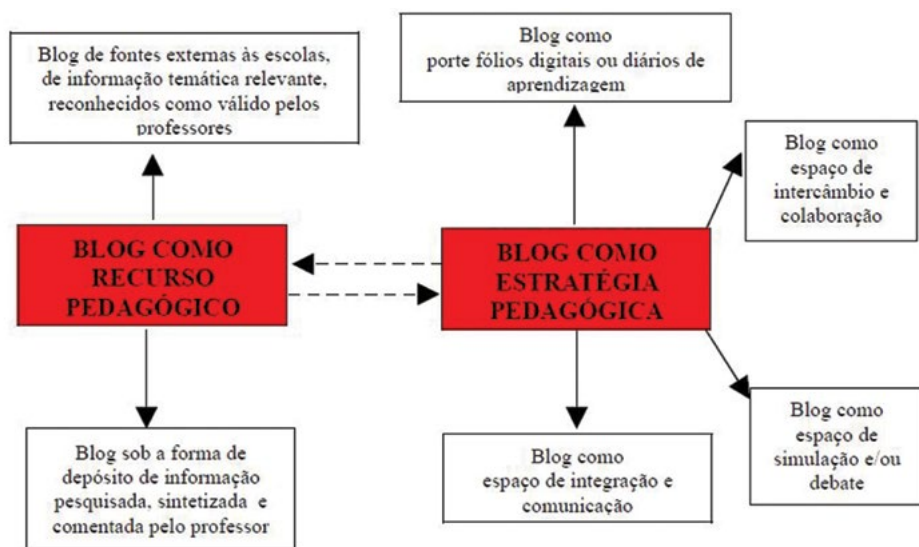 Blog de fontes externas às escolas,
de informação temática relevante,
reconhecidos como válido pelos
professores
Blog como
porte fólios digitais ou diários de
aprendizagem
Blog como
espaço de
intercâmbio e
colaboração
BLOG COMO
RECURSO
PEDAGÓGICO
BLOG COMO
ESTRATÉGIA
PEDAGÓGICA
Blog sob a forma de
depósito de informação
pesquisada, sintetizada e
comentada pelo professor
Blog como
espaço de integração e
comunicação
Blog como
espaço de
simulação e/ou
debate